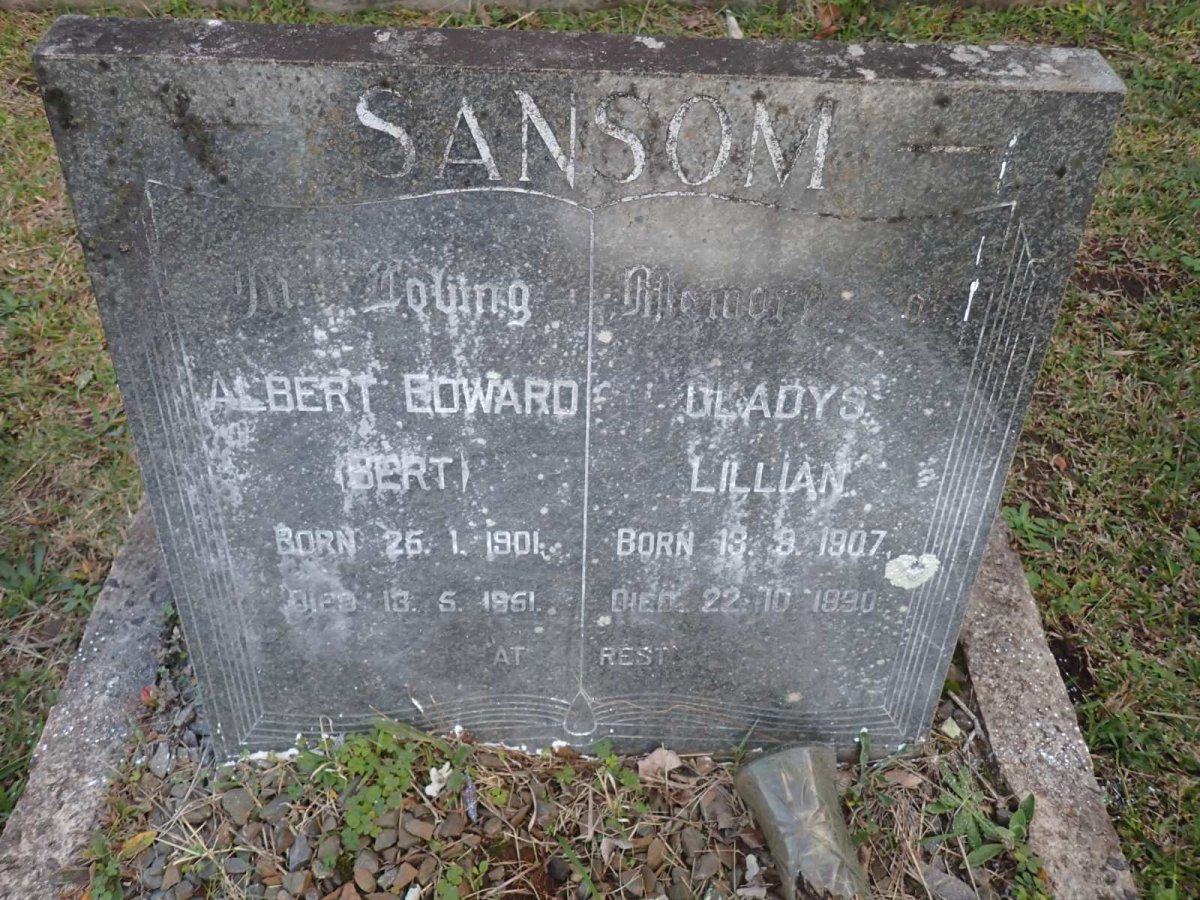 SANSOM
In Loving Memory of
ALBERT EDWARD
(BERT)
BORN 26. 1. 1901.
DIED 13. 5. 1961.
GLADYS
LILLIAN
BORN 13. 9. 1907.
DIED 22. 10. 1990.
AT REST